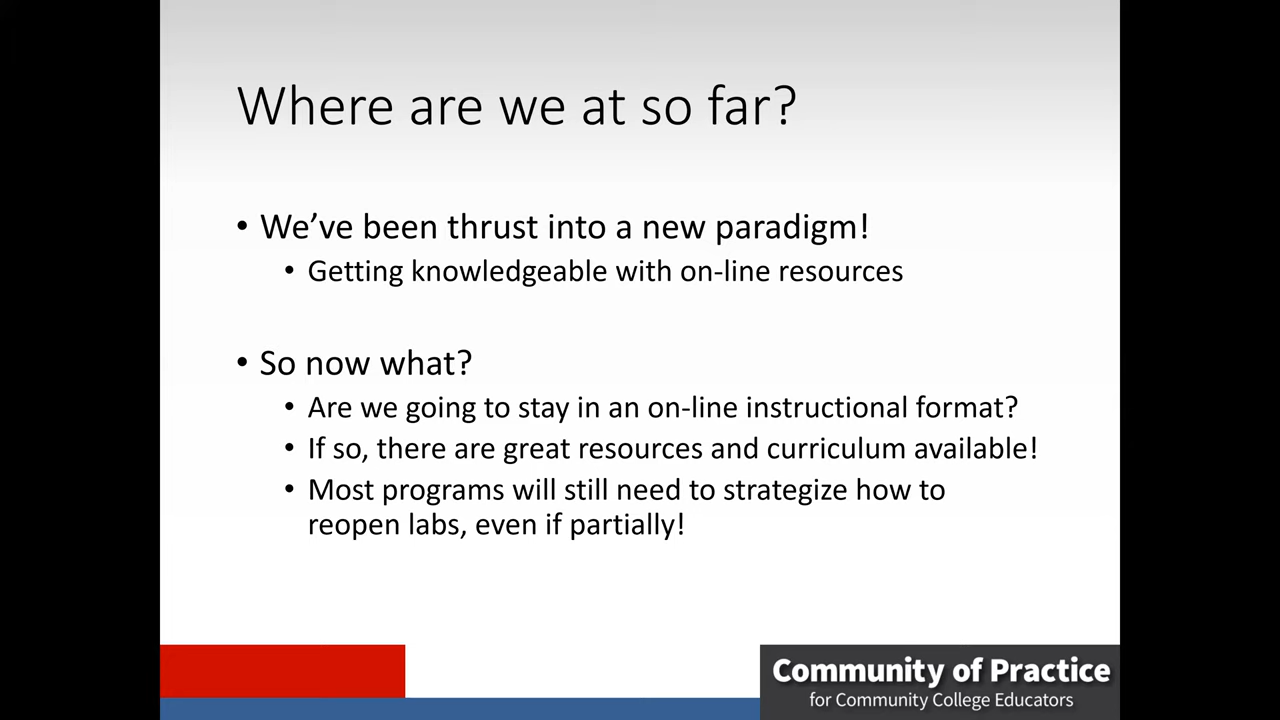 Where are we at so far?
• We’ve been thrust into a new paradigm!
• Getting knowledgeable with on-line resources
• So now what?
• Are we going to stay in an on-line instructional format?
• If so, there are great resources and curriculum available!
• Most programs will still need to strategize how to
reopen labs, even if partially!
Community of Practice
for Community College Educators